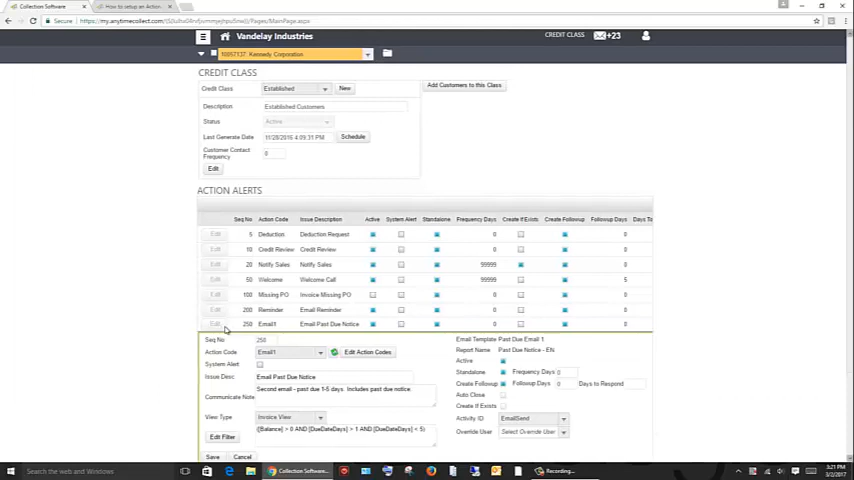 Collection Software
How to setup an Action
Secure
Vandelay Industries
CREDIT CLASS
+23
10957137: Kennedy Corporation
CREDIT CLASS
Credit Class
Established
New
Add Customers to this Class
Description
Established Customers
Status
Active
Last Generate Date
11/28/2016 4:09:31 PM
Schedule
Customer Contact
Frequency
0
Edit
ACTION ALERTS
Seq No Action Code Issue Description Active System Alert Standalone Frequency Days Create If Exists Create Followup Followup Days Days To
Edit 5 Deduction Deduction Request 0 0
Edit 10 Credit Review Credit Review 0 0
Edit 20 Notify Sales Notify Sales 99999 0
Edit 50 Welcome Welcome Call 99999 5
Edit 100 Missing PO Invoice Missing PO 0 0
Edit 200 Reminder Email Reminder 0 0
Edit 250 Email1 Email Past Due Notice 0 0
Seq No 250
Action Code Email1 Edit Action Codes
System Alert
Issue Desc Email Past Due Notice
Communicate Note Second email - past due 1-5 days. Includes past due notice.
View Type Invoice View
Edit Filter ([Balance] > 0 AND [DueDateDays] > 1 AND [DueDateDays] < 5)
Save Cancel
Email Template Past Due Email 1
Report Name Past Due Notice - EN
Active
Standalone Frequency Days 0
Create Followup Followup Days 0 Days to Respond
Auto Close
Create If Exists
Activity ID EmailSend
Override User Select Override User
Search the web and Windows
Collection Software...
Recording...
3:21 PM
3/2/2017